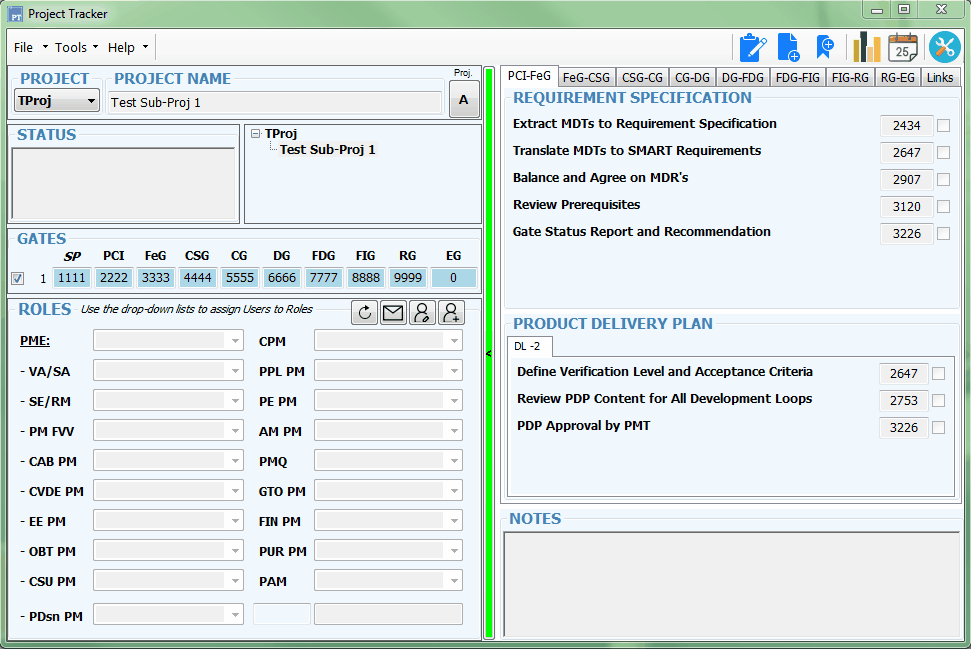 PT Project Tracker
File Tools Help
25
PROJECT PROJECT NAME Proj.
TProj Test Sub-Proj 1 A
STATUS
TProj
Test Sub-Proj 1
GATES
SP PCI FeG CSG CG DG FDG FIG RG EG
1 1111 2222 3333 4444 5555 6666 7777 8888 9999 0
ROLES Use the drop-down lists to assign Users to Roles
PME: CPM
- VA/SA PPL PM
- SE/RM PE PM
- PM FVV AM PM
- CAB PM PMQ
- CVDE PM GTO PM
- EE PM FIN PM
- OBT PM PUR PM
- CSU PM PAM
- PDsn PM
<
PCI-FeG FeG-CSG CSG-CG CG-DG DG-FDG FDG-FIG FIG-RG RG-EG Links
REQUIREMENT SPECIFICATION
Extract MDTs to Requirement Specification 2434
Translate MDTs to SMART Requirements 2647
Balance and Agree on MDR's 2907
Review Prerequisites 3120
Gate Status Report and Recommendation 3226
PRODUCT DELIVERY PLAN
DL -2
Define Verification Level and Acceptance Criteria 2647
Review PDP Content for All Development Loops 2753
PDP Approval by PMT 3226
NOTES